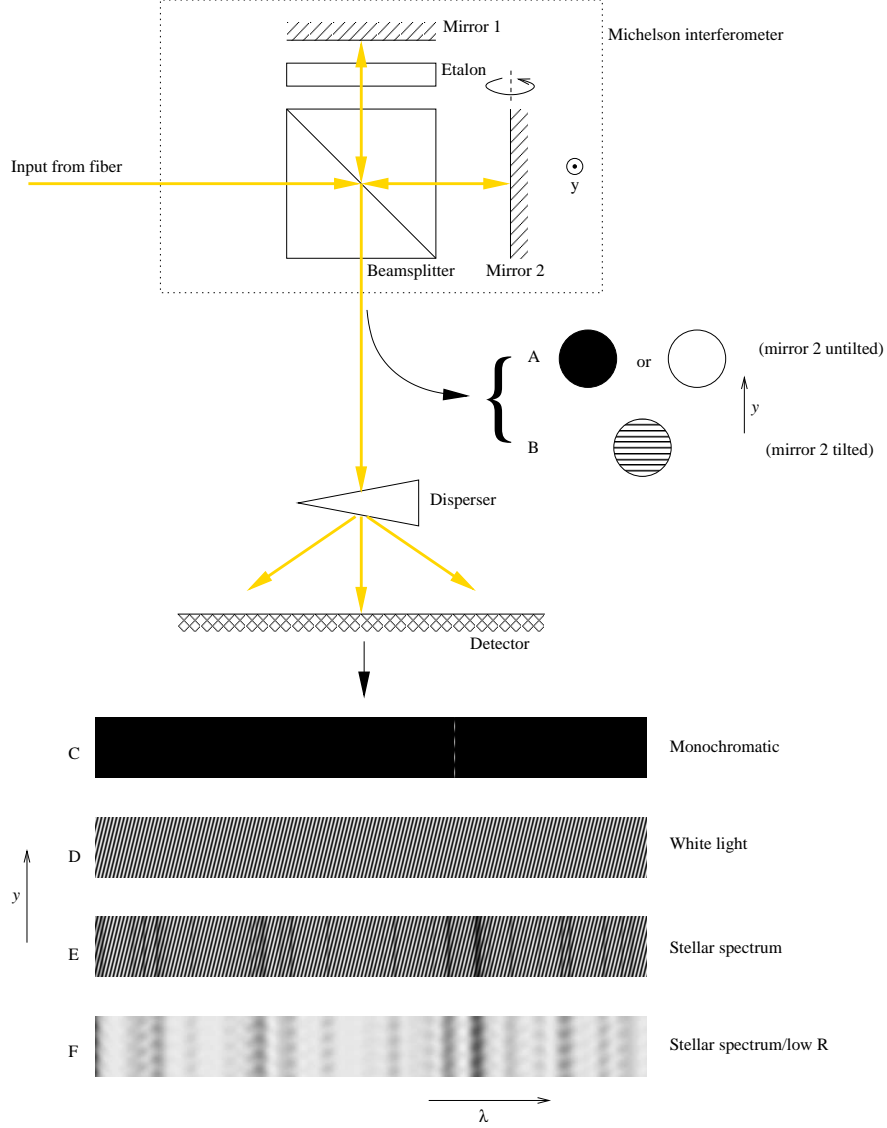 Mirror 1
Michelson interferometer
Etalon
Input from fiber
y
Beamsplitter
Mirror 2
A
or
(mirror 2 untilted)
y
B
(mirror 2 tilted)
Disperser
Detector
C
Monochromatic
D
White light
y
E
Stellar spectrum
F
Stellar spectrum/low R
λ